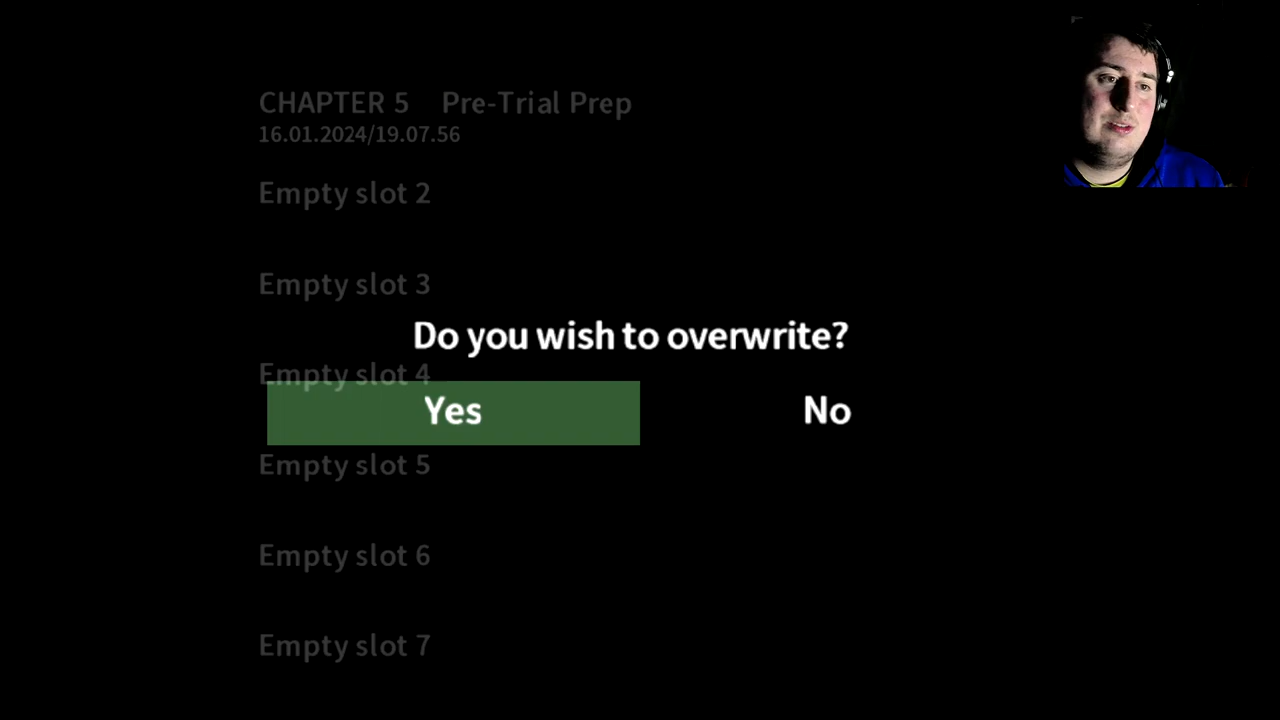 CHAPTER 5 Pre-Trial Prep
16.01.2024/19.07.56
Empty slot 2
Empty slot 3
Do you wish to overwrite?
Empty slot 4
Yes No
Empty slot 5
Empty slot 6
Empty slot 7